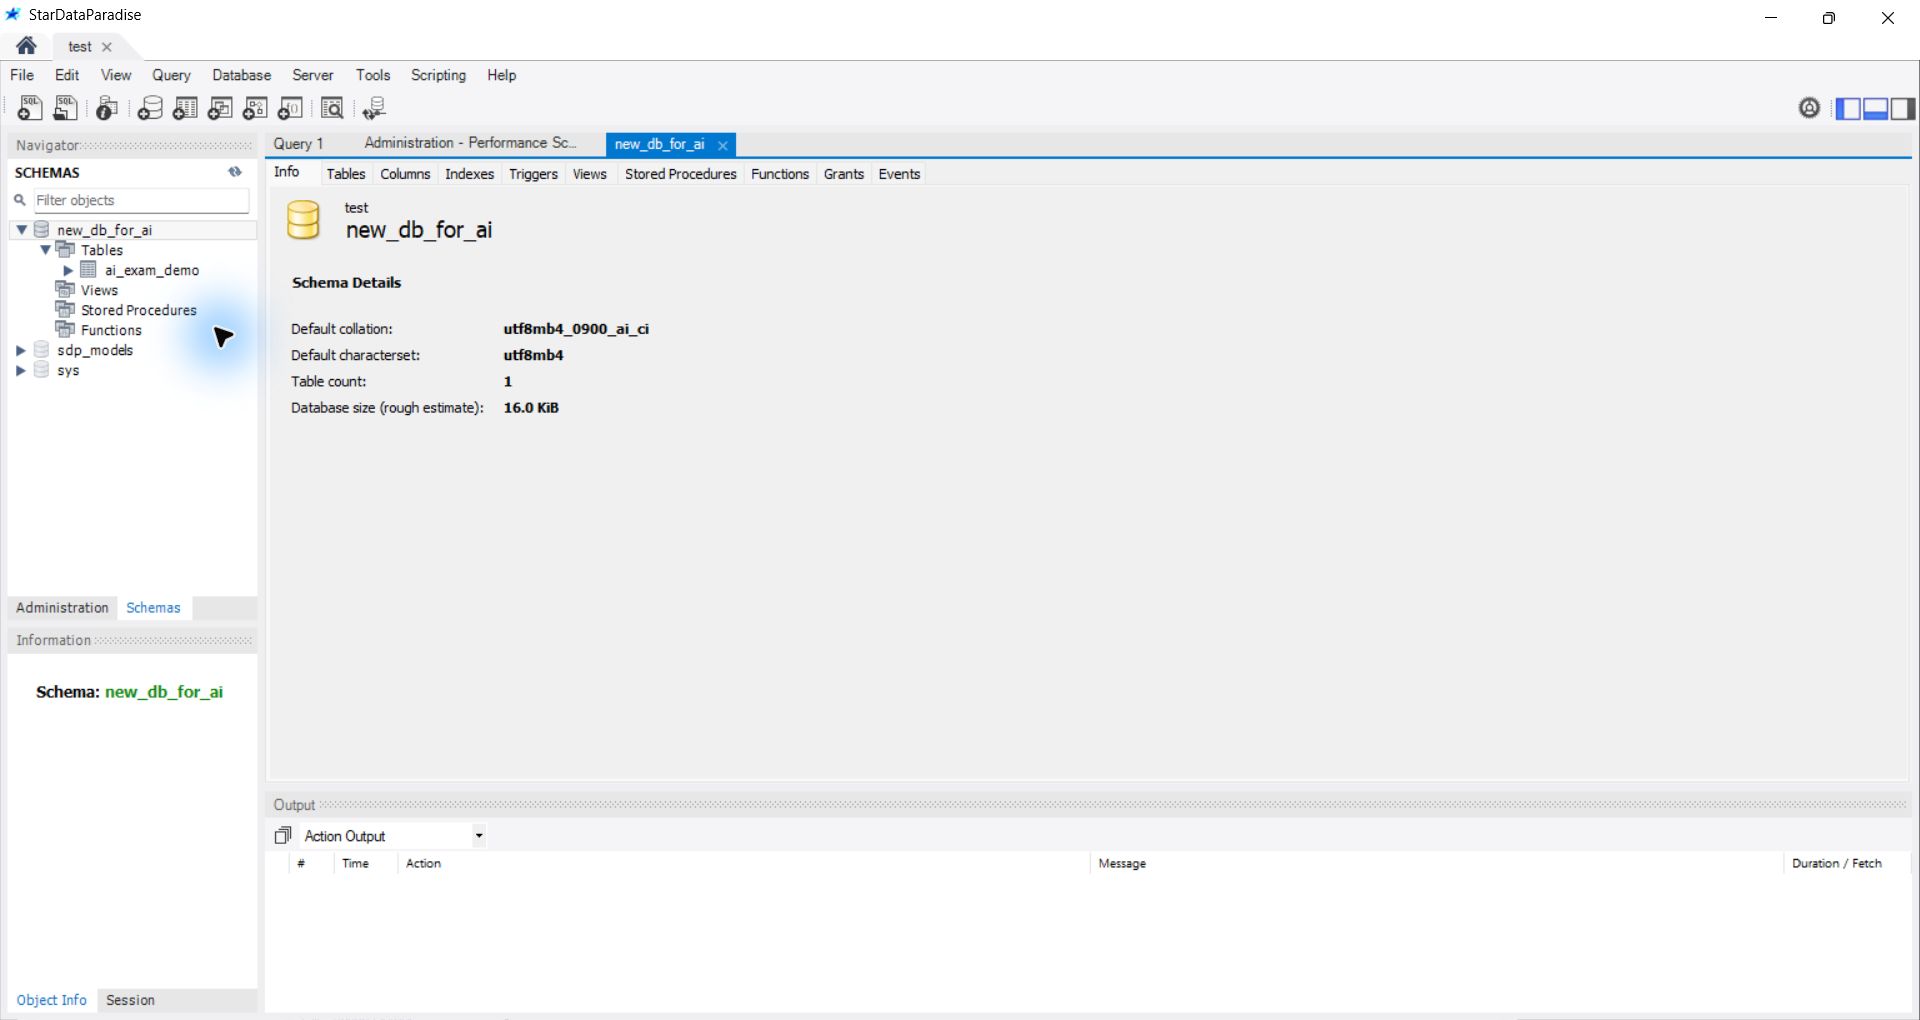 StarDataParadise
test
File Edit View Query Database Server Tools Scripting Help
Navigator
SCHEMAS
Filter objects
new_db_for_ai
Tables
ai_exam_demo
Views
Stored Procedures
Functions
sdp_models
sys
Administration Schemas
Information
Schema: new_db_for_ai
Object Info Session
Query 1 Administration - Performance Sc... new_db_for_ai
Info Tables Columns Indexes Triggers Views Stored Procedures Functions Grants Events
test
new_db_for_ai
Schema Details
Default collation: utf8mb4_0900_ai_ci
Default characterset: utf8mb4
Table count: 1
Database size (rough estimate): 16.0 KiB
Output
Action Output
# Time Action Message Duration / Fetch